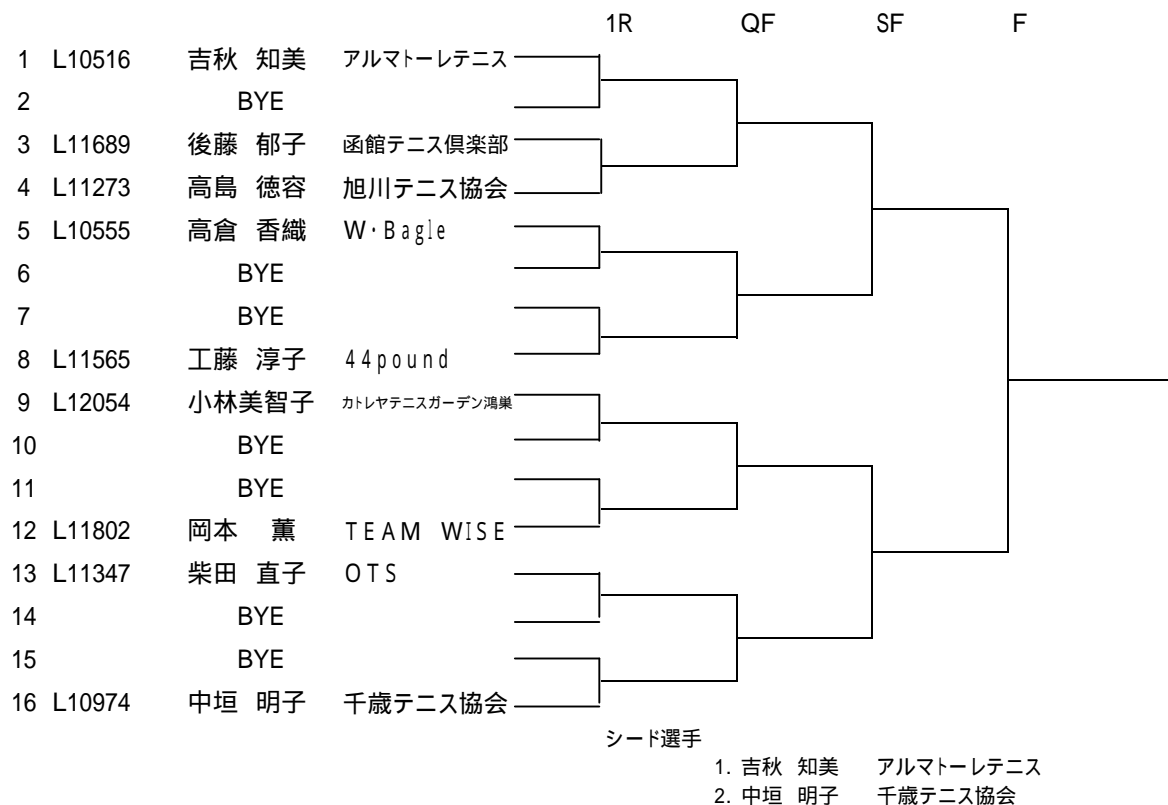 1R QF SF F
1 L10516 吉秋 知美 アルマトーレテニス
2 BYE
3 L11689 後藤 郁子 函館テニス倶楽部
4 L11273 高島 徳容 旭川テニス協会
5 L10555 高倉 香織 W・Bagle
6 BYE
7 BYE
8 L11565 工藤 淳子 44pound
9 L12054 小林美智子 カトレヤテニスガーデン鴻巣
10 BYE
11 BYE
12 L11802 岡本 薫 TEAM WISE
13 L11347 柴田 直子 OTS
14 BYE
15 BYE
16 L10974 中垣 明子 千歳テニス協会
シード選手
1. 吉秋 知美 アルマトーレテニス
2. 中垣 明子 千歳テニス協会